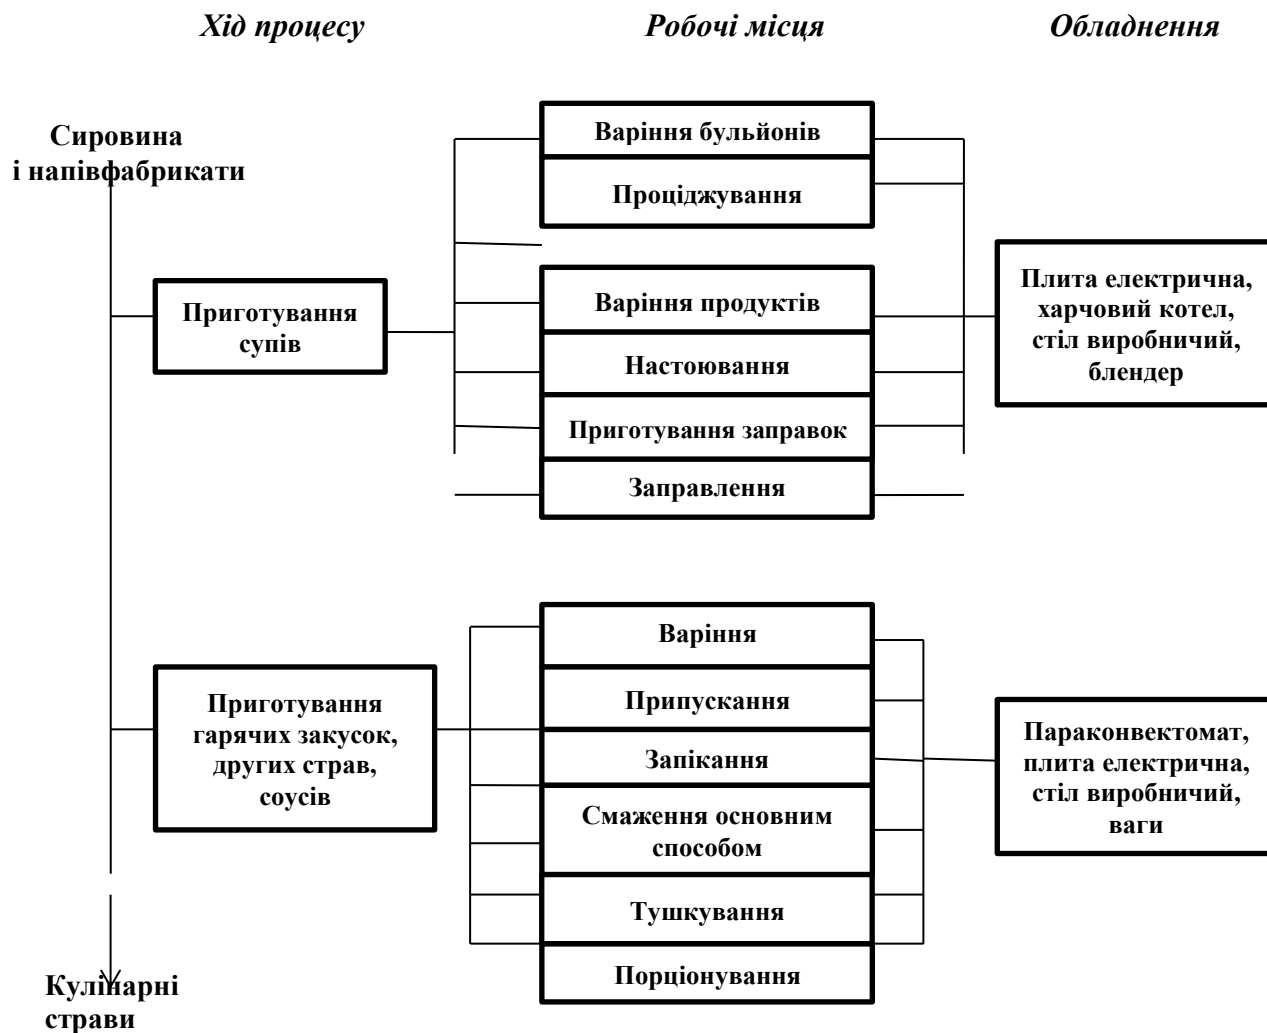 Хід процесу
Робочі місця
Обладнення
Сировина
і напівфабрикати
Варіння бульйонів
Проціджування
Приготування
супів
Варіння продуктів
Настоювання
Приготування заправок
Заправлення
Плита електрична,
харчовий котел,
стіл виробничий,
блендер
Приготування
гарячих закусок,
других страв,
соусів
Варіння
Припускання
Запікання
Смаження основним
способом
Тушкування
Порціонування
Параконвектомат,
плита електрична,
стіл виробничий,
ваги
Кулінарні
страви